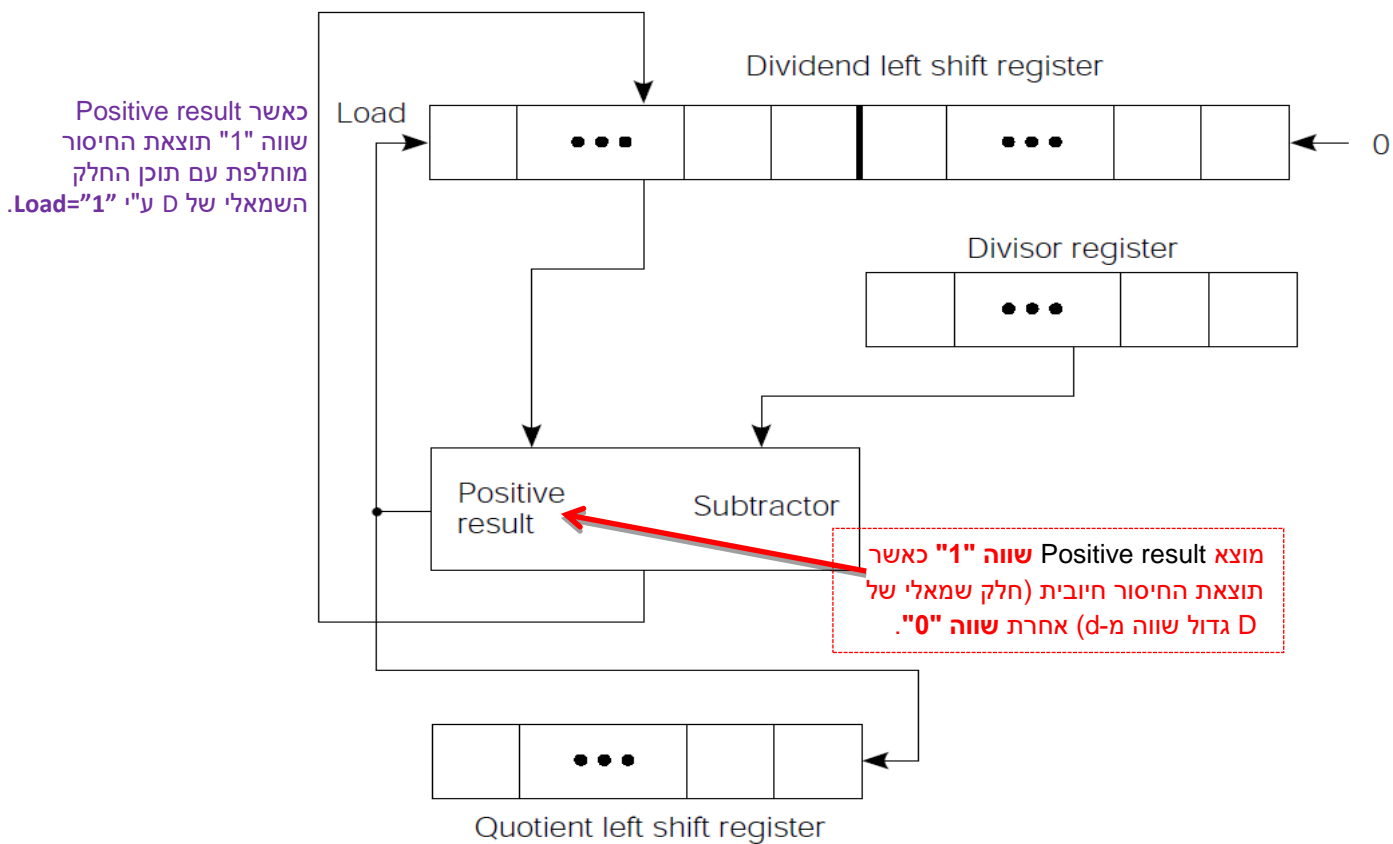 Dividend left shift register
כאשר Positive result
שווה "1" תוצאת החיסור
מוחלפת עם תוכן החלק
השמאלי של D ע"י Load="1".
Load
0
Divisor register
Positive
result
Subtractor
מוצא Positive result שווה "1" כאשר
תוצאת החיסור חיובית (חלק שמאלי של
D גדול שווה מ-d) אחרת שווה "0".
Quotient left shift register